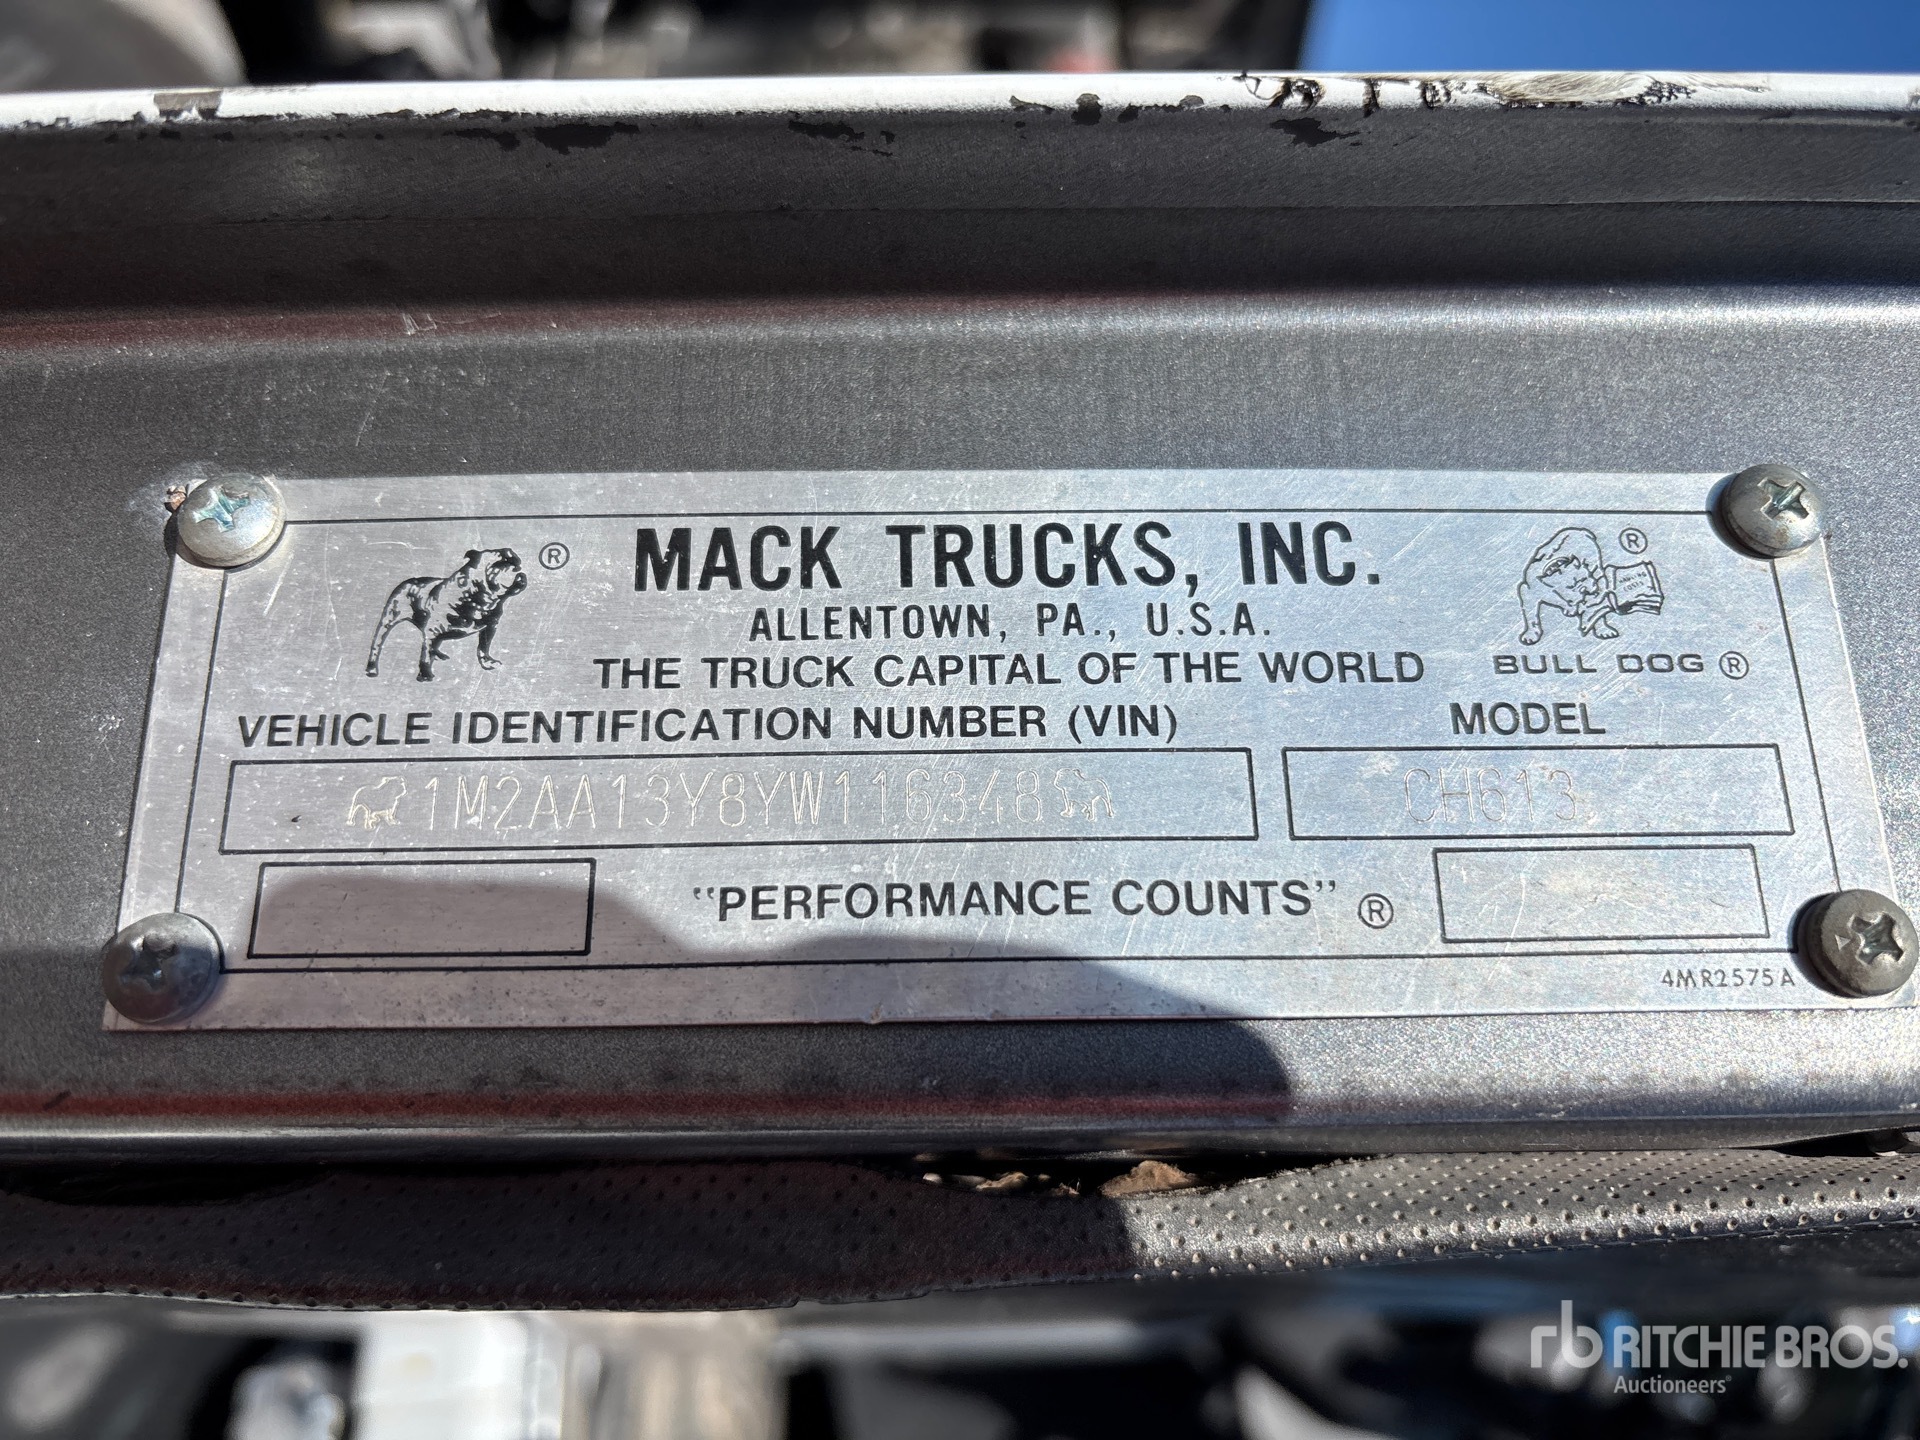 ® MACK TRUCKS, INC. ®
ALLENTOWN, PA., U.S.A.
THE TRUCK CAPITAL OF THE WORLD
BULL DOG ®
VEHICLE IDENTIFICATION NUMBER (VIN)
MODEL
1M2AA13Y8YW116348
CH613
"PERFORMANCE COUNTS" ®
4MR2575A
rb RITCHIE BROS.
Auctioneers